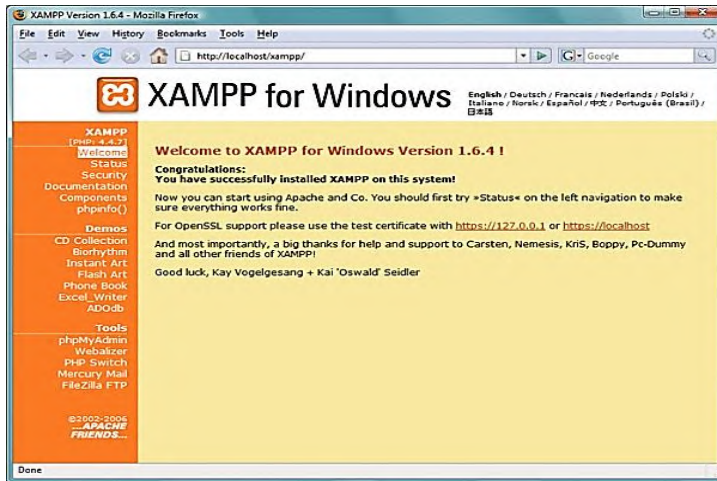 XAMPP Version 1.6.4 - Mozilla Firefox
File Edit View History Bookmarks Tools Help
http://localhost/xampp/
G Google
XAMPP for Windows
English / Deutsch / Francais / Nederlands / Polski /
Italiano / Norsk / Español / 中文 / Português (Brasil) /
日本語
XAMPP
[PHP: 4.4.7]
Welcome
Status
Security
Documentation
Components
phpinfo()
Demos
CD Collection
Biorhythm
Instant Art
Flash Art
Phone Book
Excel_Writer
ADOdb
Tools
phpMyAdmin
Webalizer
PHP Switch
Mercury Mail
FileZilla FTP
©2002-2006
...APACHE
FRIENDS...
Welcome to XAMPP for Windows Version 1.6.4 !
Congratulations:
You have successfully installed XAMPP on this system!
Now you can start using Apache and Co. You should first try »Status« on the left navigation to make
sure everything works fine.
For OpenSSL support please use the test certificate with https://127.0.0.1 or https://localhost
And most importantly, a big thanks for help and support to Carsten, Nemesis, KriS, Boppy, Pc-Dummy
and all other friends of XAMPP!
Good luck, Kay Vogelgesang + Kai 'Oswald' Seidler
Done